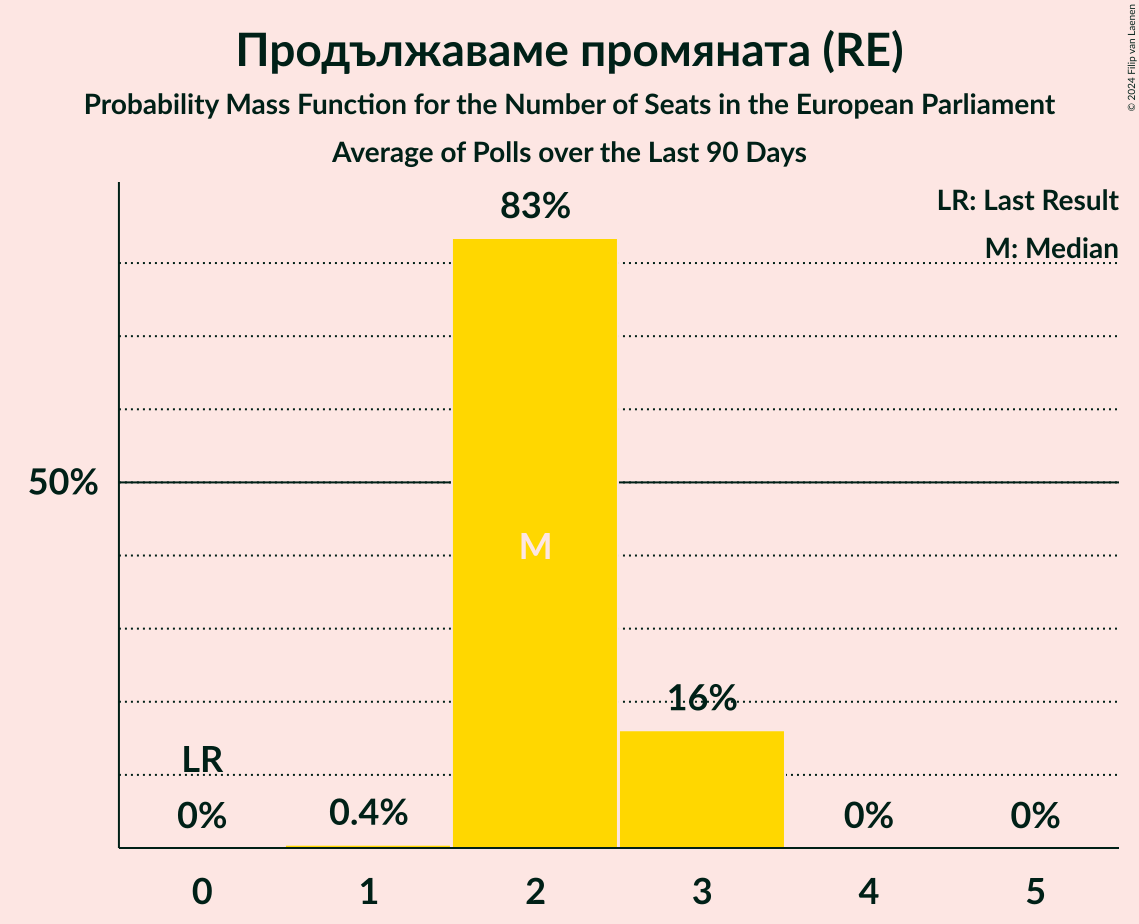 Продължаваме промяната (RE)
Probability Mass Function for the Number of Seats in the European Parliament
Average of Polls over the Last 90 Days
© 2024 Filip van Laenen
LR: Last Result
M: Median
83%
50%
M
16%
LR
0%
0.4%
0%
0%
0
1
2
3
4
5